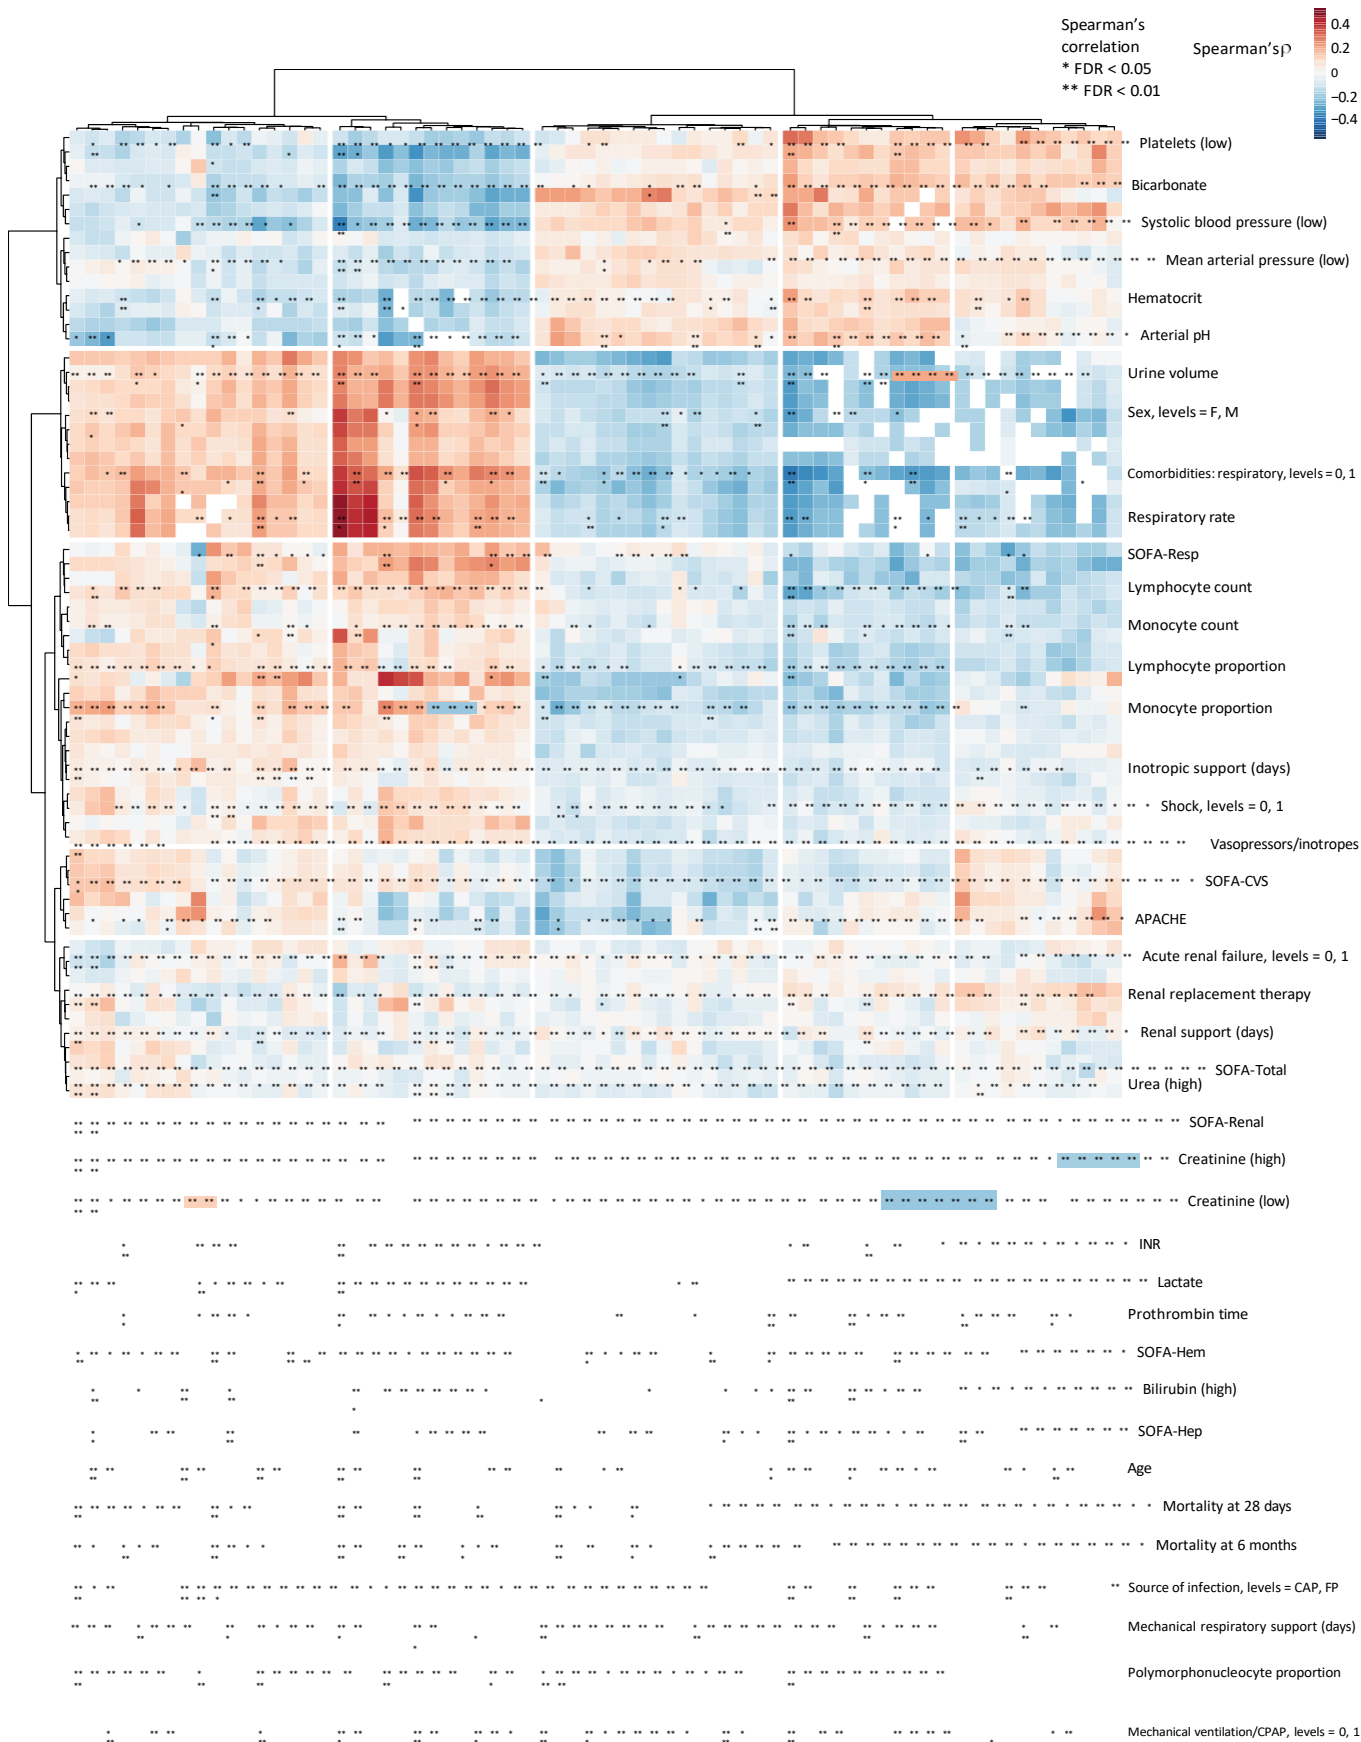 Spearman's
correlation
* FDR < 0.05
** FDR < 0.01
Spearman's ρ
0.4
0.2
0
−0.2
−0.4
Platelets (low)
Bicarbonate
Systolic blood pressure (low)
Mean arterial pressure (low)
Hematocrit
Arterial pH
Urine volume
Sex, levels = F, M
Comorbidities: respiratory, levels = 0, 1
Respiratory rate
SOFA-Resp
Lymphocyte count
Monocyte count
Lymphocyte proportion
Monocyte proportion
Inotropic support (days)
Shock, levels = 0, 1
Vasopressors/inotropes
SOFA-CVS
APACHE
Acute renal failure, levels = 0, 1
Renal replacement therapy
Renal support (days)
SOFA-Total
Urea (high)
SOFA-Renal
Creatinine (high)
Creatinine (low)
INR
Lactate
Prothrombin time
SOFA-Hem
Bilirubin (high)
SOFA-Hep
Age
Mortality at 28 days
Mortality at 6 months
Source of infection, levels = CAP, FP
Mechanical respiratory support (days)
Polymorphonucleocyte proportion
Mechanical ventilation/CPAP, levels = 0, 1